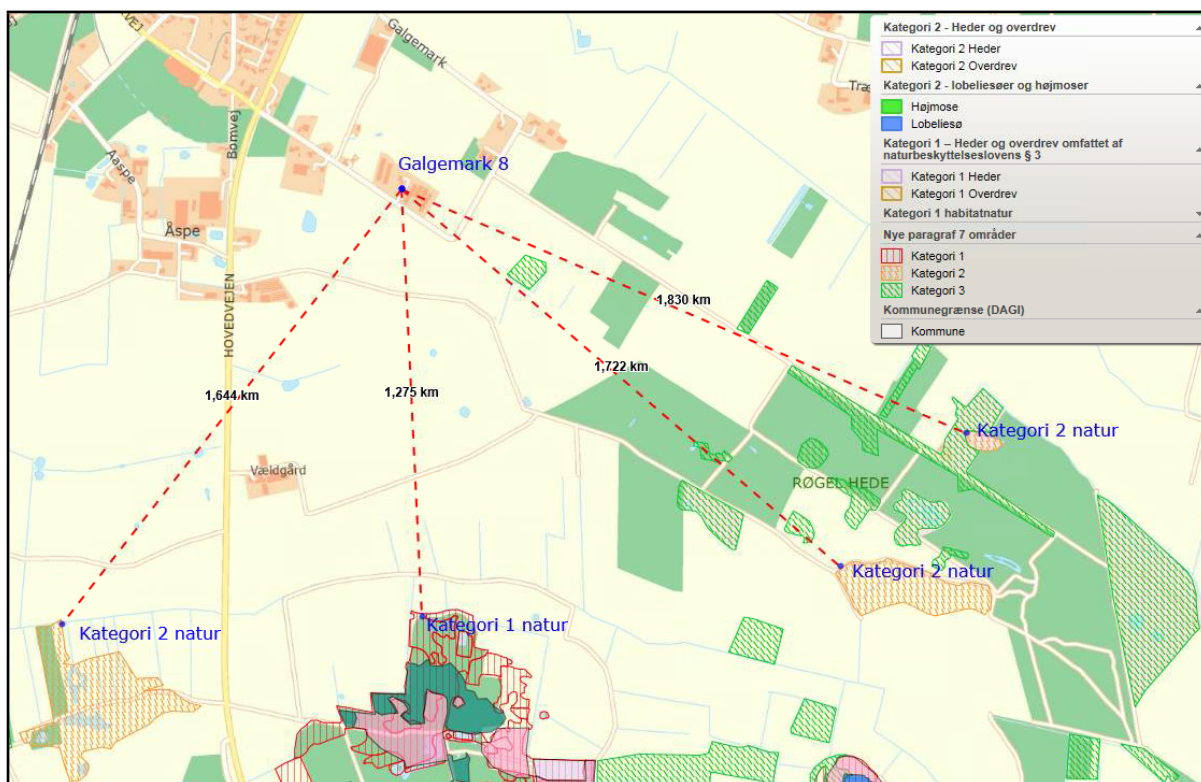 Galgemark
Bomvej
Aaspe
Galgemark 8
Åspe
HOVEDVEJEN
1,830 km
1,722 km
1,644 km
1,275 km
Kategori 2 natur
Vældgård
RØGEL HEDE
Kategori 2 natur
Kategori 2 natur
Kategori 1 natur
Kategori 2 - Heder og overdrev
Kategori 2 Heder
Kategori 2 Overdrev
Kategori 2 - lobeliesøer og højmoser
Højmose
Lobeliesø
Kategori 1 – Heder og overdrev omfattet af
naturbeskyttelseslovens § 3
Kategori 1 Heder
Kategori 1 Overdrev
Kategori 1 habitatnatur
Nye paragraf 7 områder
Kategori 1
Kategori 2
Kategori 3
Kommunegrænse (DAGI)
Kommune